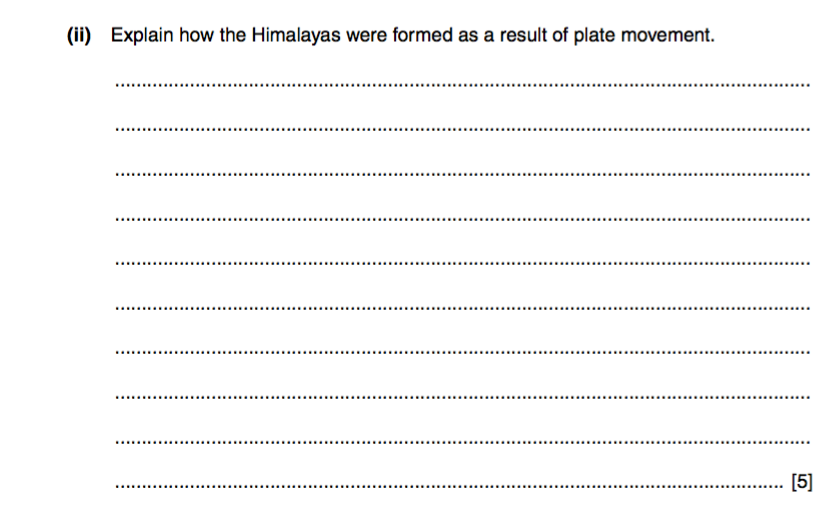 (ii) Explain how the Himalayas were formed as a result of plate movement.
[5]